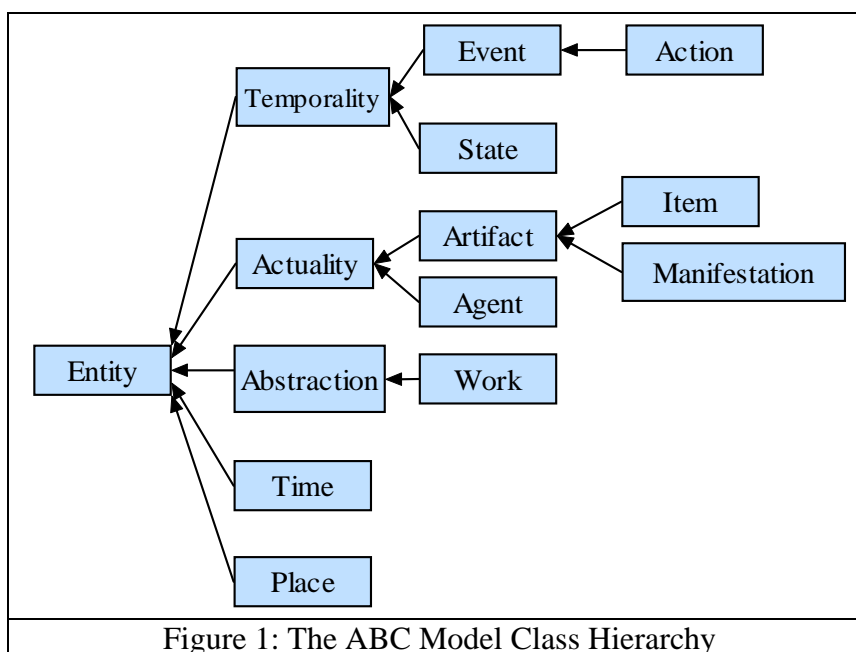 Event
Action
Temporality
State
Item
Artifact
Actuality
Manifestation
Agent
Entity
Abstraction
Work
Time
Place
Figure 1: The ABC Model Class Hierarchy